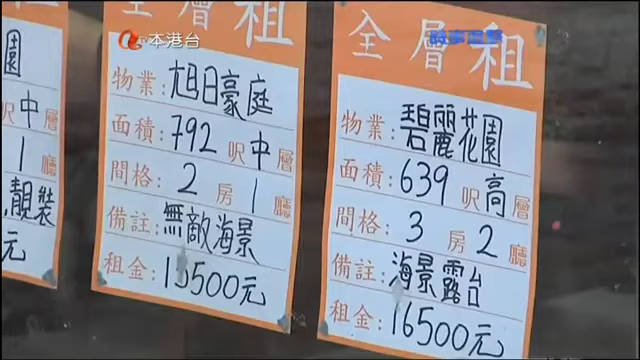 本港台
園
中
1 廳
靚裝
元
全層租
物業: 旭日豪庭
面積: 792 呎 中層
間格: 2 房 1 廳
備註: 無敵海景
租金: 13500元
全層租
物業: 碧麗花園
面積: 639 呎 高層
間格: 3 房 2 廳
備註: 海景露台
租金: 16500元